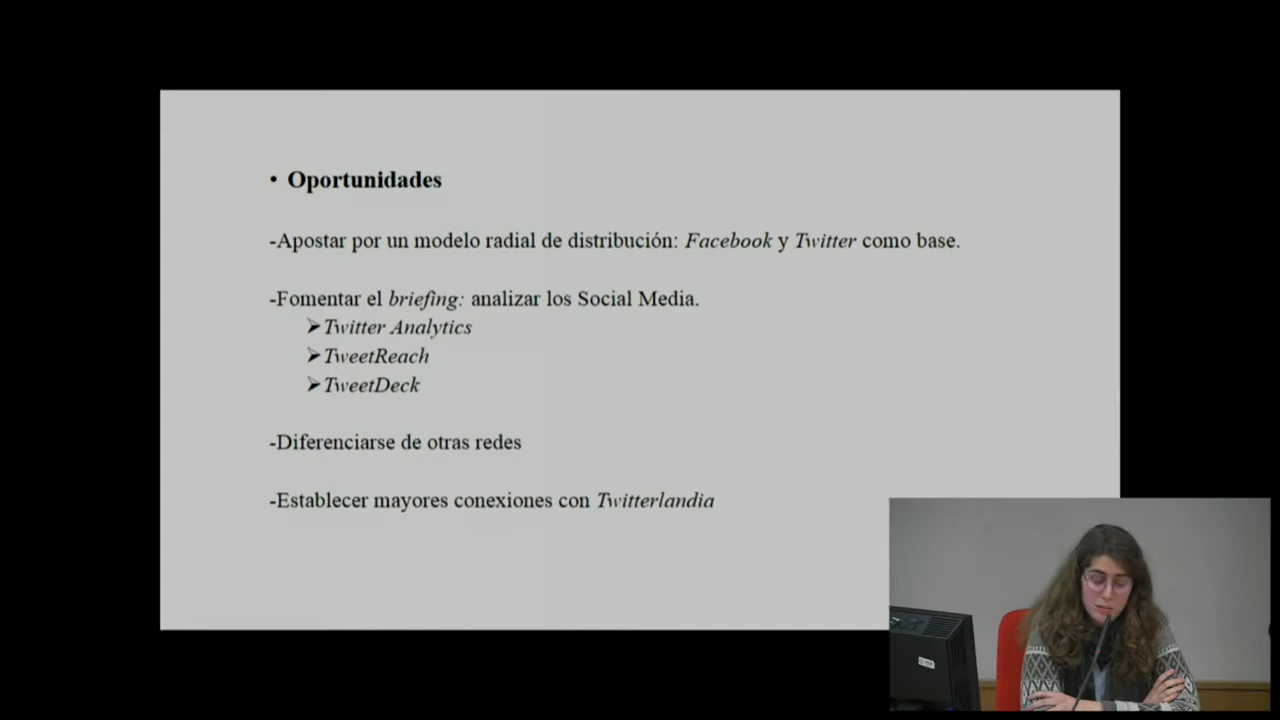 • Oportunidades
-Apostar por un modelo radial de distribución: Facebook y Twitter como base.
-Fomentar el briefing: analizar los Social Media.
➤Twitter Analytics
➤TweetReach
➤TweetDeck
-Diferenciarse de otras redes
-Establecer mayores conexiones con Twitterlandia